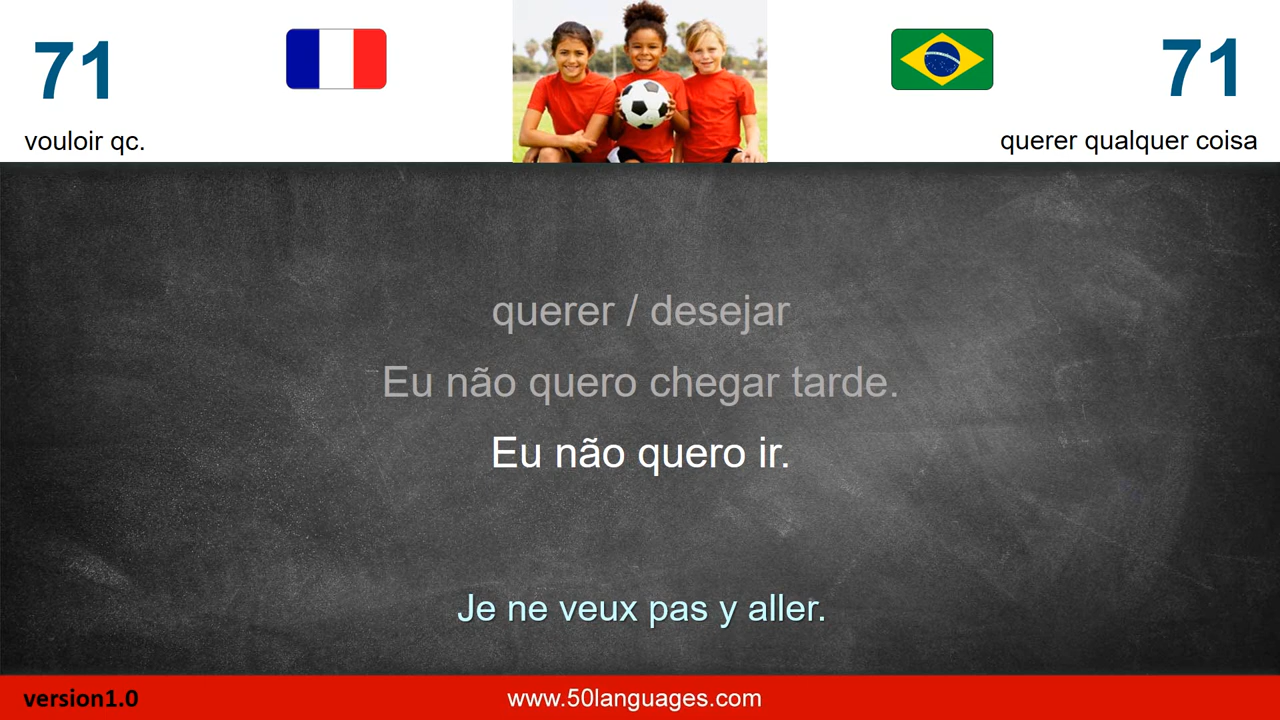 71
71
vouloir qc.
querer qualquer coisa
querer / desejar
Eu não quero chegar tarde.
Eu não quero ir.
Je ne veux pas y aller.
version1.0
www.50languages.com